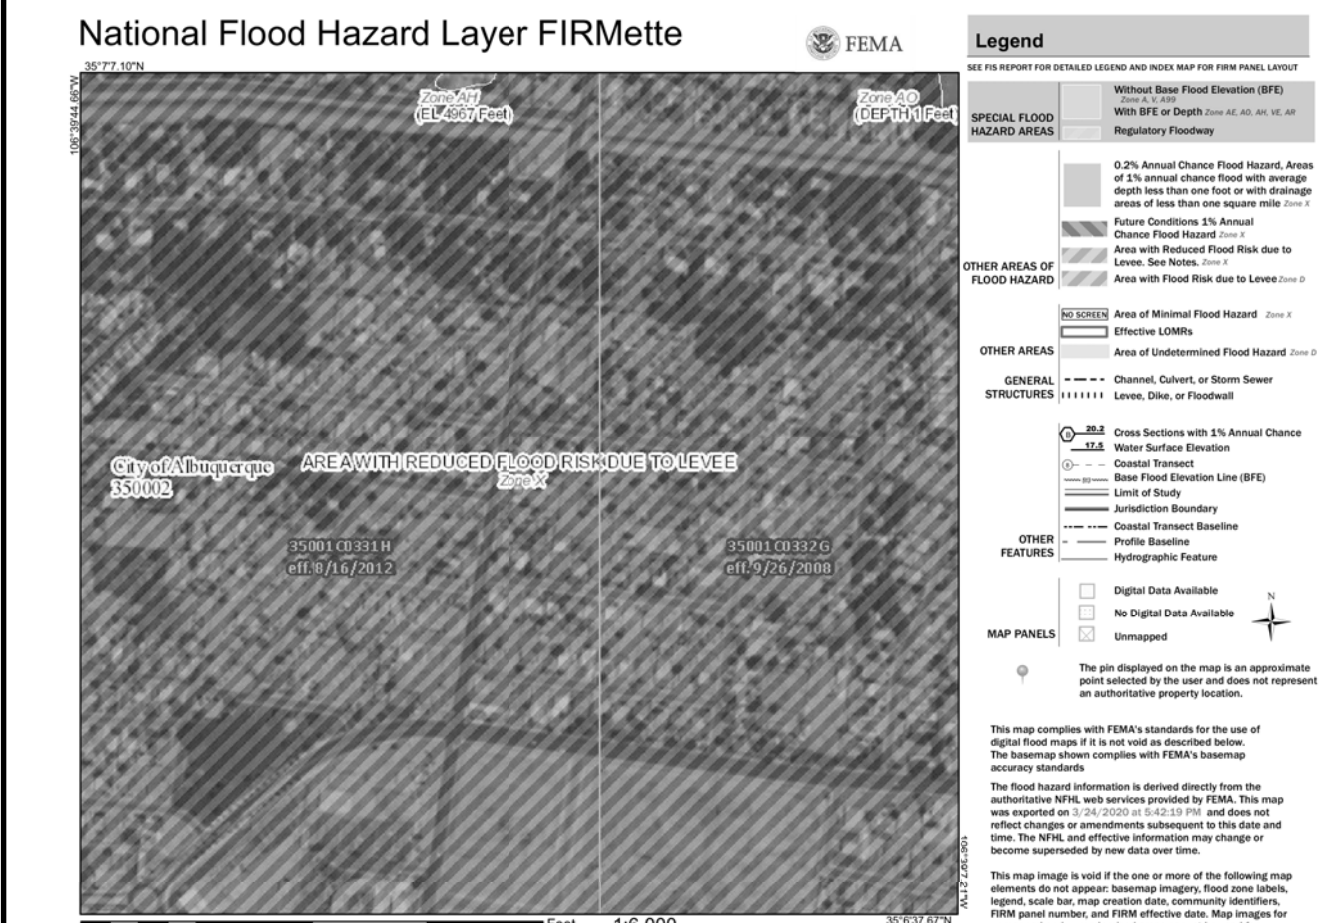 National Flood Hazard Layer FIRMette
FEMA
35°7'7.10"N
106°39'44.66"W
Zone AH
(EL 4967 Feet)
Zone AO
(DEPTH 1 Feet)
City of Albuquerque
350002
AREA WITH REDUCED FLOOD RISK DUE TO LEVEE
Zone X
35001C0331H
eff. 8/16/2012
35001C0332G
eff. 9/26/2008
106°39'7.21"W
Feet
1:6,000
35°6'37.67"N
Legend
SEE FIS REPORT FOR DETAILED LEGEND AND INDEX MAP FOR FIRM PANEL LAYOUT
SPECIAL FLOOD
HAZARD AREAS
Without Base Flood Elevation (BFE)
Zone A, V, A99
With BFE or Depth Zone AE, AO, AH, VE, AR
Regulatory Floodway
0.2% Annual Chance Flood Hazard, Areas
of 1% annual chance flood with average
depth less than one foot or with drainage
areas of less than one square mile Zone X
Future Conditions 1% Annual
Chance Flood Hazard Zone X
Area with Reduced Flood Risk due to
Levee. See Notes. Zone X
OTHER AREAS OF
FLOOD HAZARD
Area with Flood Risk due to Levee Zone D
NO SCREEN Area of Minimal Flood Hazard Zone X
Effective LOMRs
OTHER AREAS
Area of Undetermined Flood Hazard Zone D
GENERAL
STRUCTURES
Channel, Culvert, or Storm Sewer
Levee, Dike, or Floodwall
B 20.2 Cross Sections with 1% Annual Chance
17.5 Water Surface Elevation
8 Coastal Transect
513 Base Flood Elevation Line (BFE)
Limit of Study
Jurisdiction Boundary
Coastal Transect Baseline
OTHER
FEATURES
Profile Baseline
Hydrographic Feature
Digital Data Available
No Digital Data Available
N
MAP PANELS
Unmapped
The pin displayed on the map is an approximate
point selected by the user and does not represent
an authoritative property location.
This map complies with FEMA's standards for the use of
digital flood maps if it is not void as described below.
The basemap shown complies with FEMA's basemap
accuracy standards
The flood hazard information is derived directly from the
authoritative NFHL web services provided by FEMA. This map
was exported on 3/24/2020 at 5:42:19 PM and does not
reflect changes or amendments subsequent to this date and
time. The NFHL and effective information may change or
become superseded by new data over time.
This map image is void if the one or more of the following map
elements do not appear: basemap imagery, flood zone labels,
legend, scale bar, map creation date, community identifiers,
FIRM panel number, and FIRM effective date. Map images for